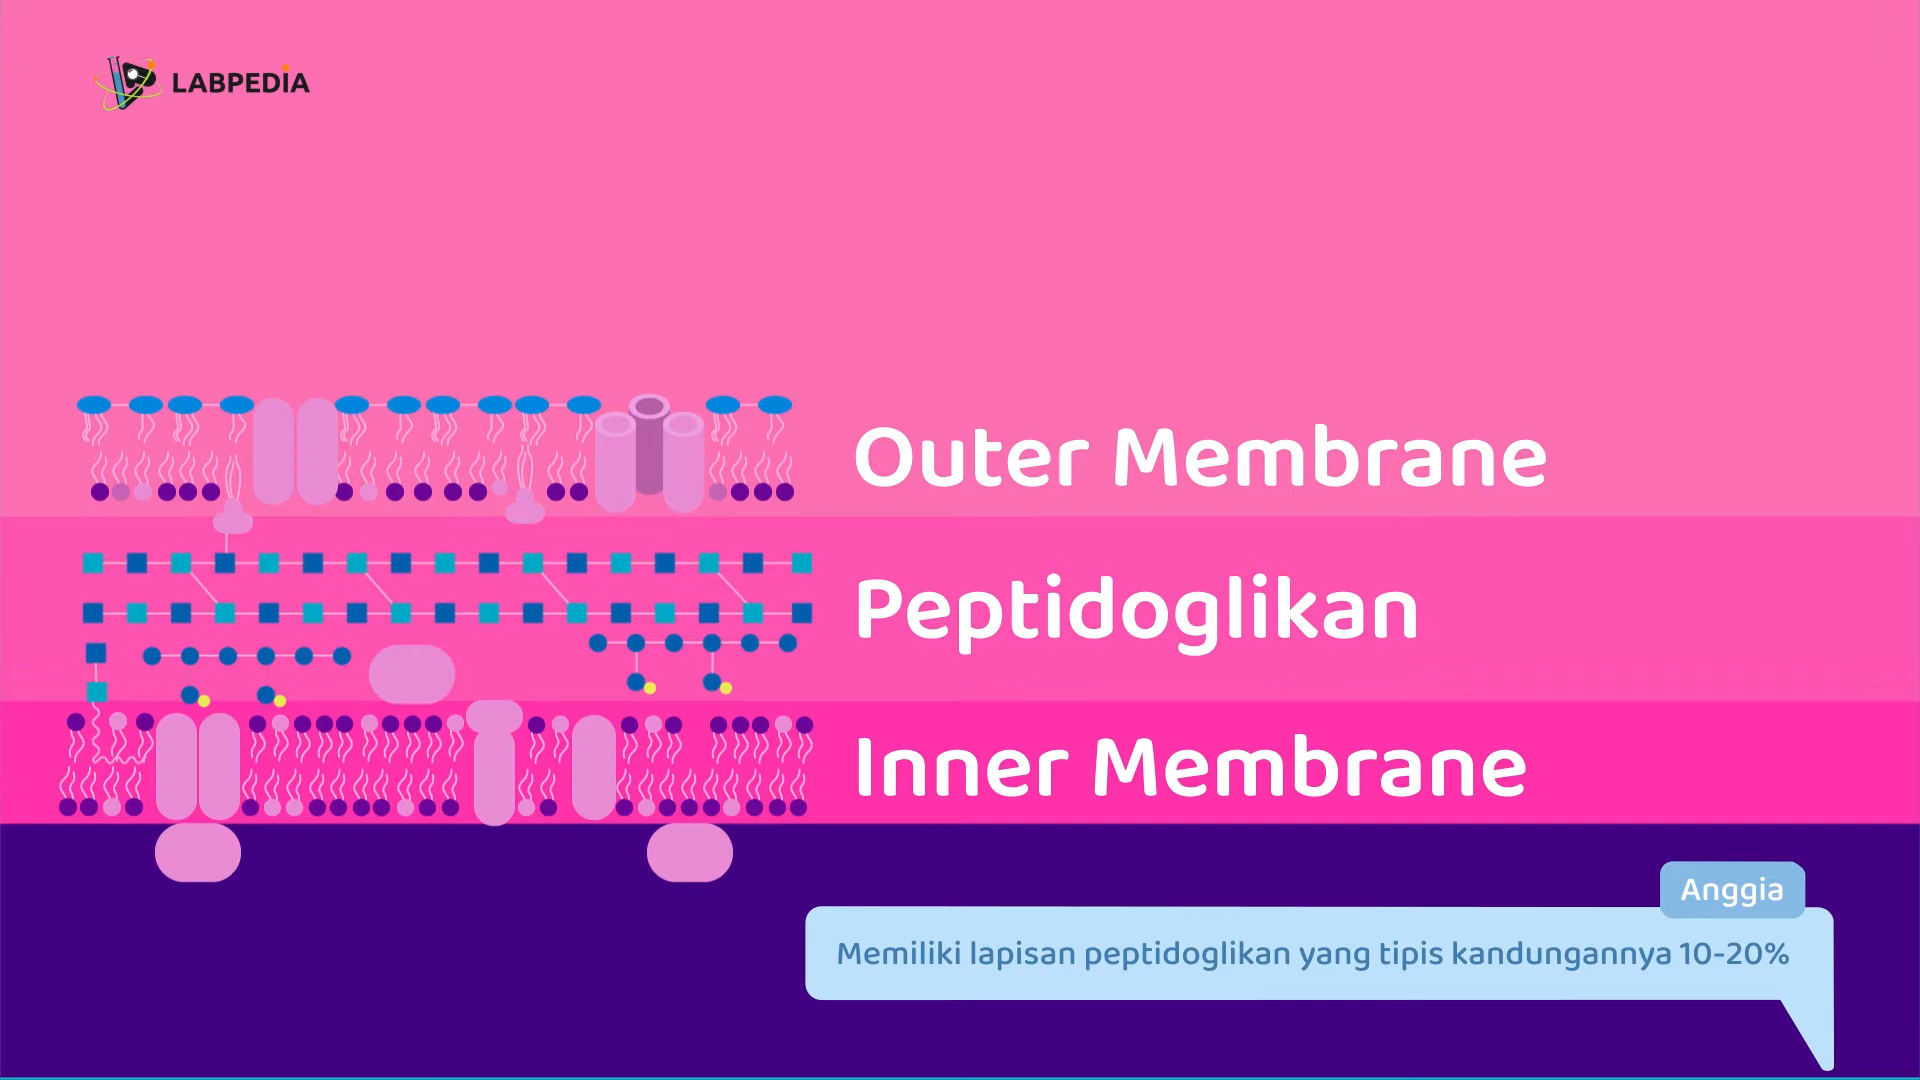 LABPEDIA
Outer Membrane
Peptidoglikan
Inner Membrane
Anggia
Memiliki lapisan peptidoglikan yang tipis kandungannya 10-20%